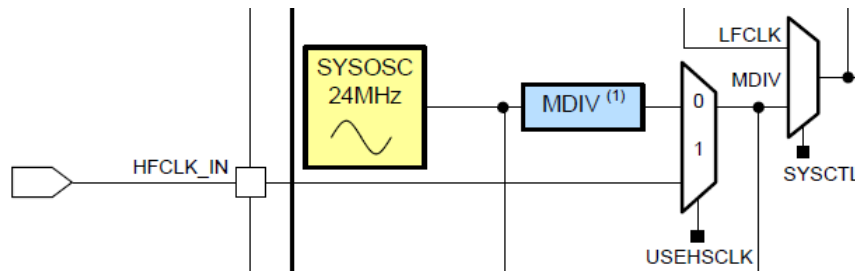 LFCLK
SYSOSC
24MHz
MDIV
MDIV (1)
0
1
HFCLK_IN
SYSCTL
USEHSCLK